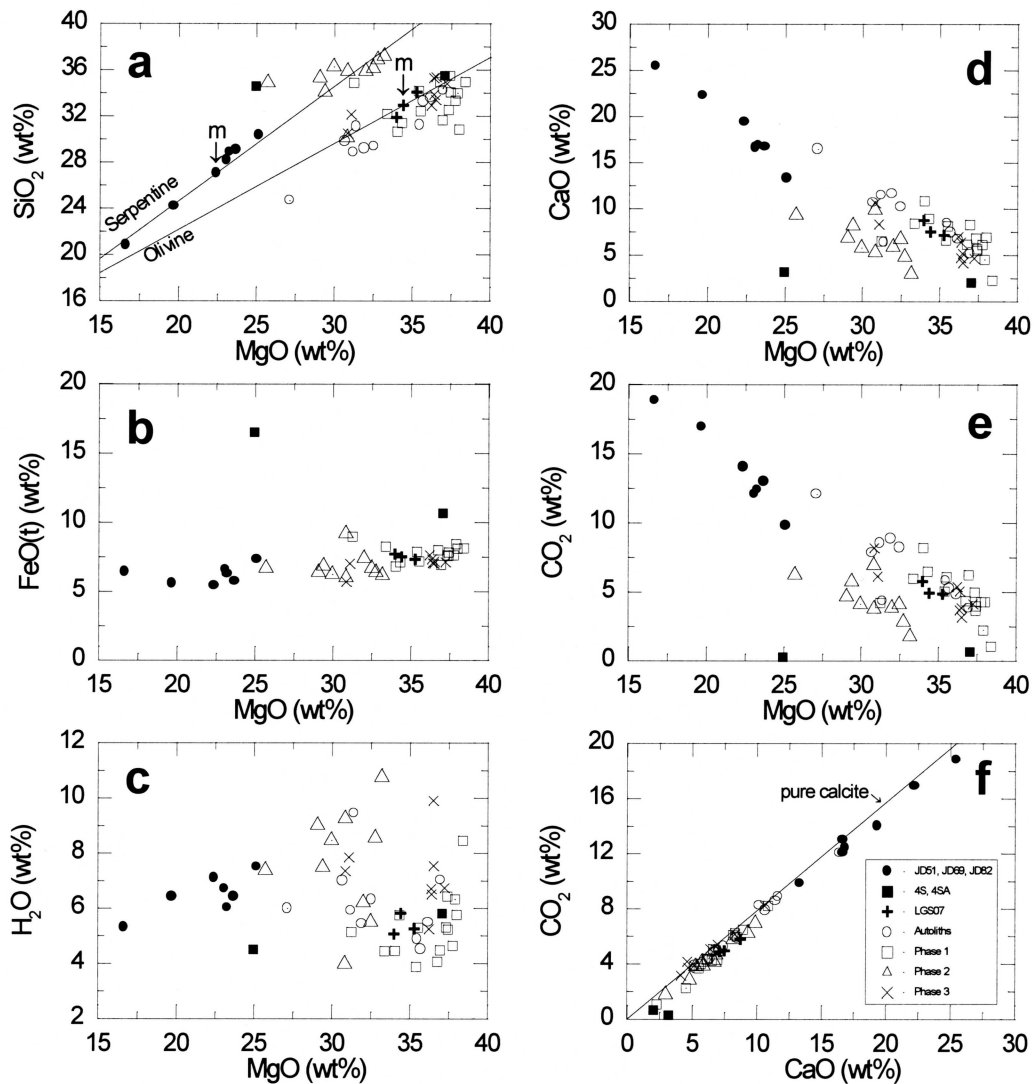 a
SiO2 (wt%)
40
36
32
28
24
20
16
m
m
Serpentine
Olivine
15 20 25 30 35 40
MgO (wt%)
d
CaO (wt%)
30
25
20
15
10
5
0
15 20 25 30 35 40
MgO (wt%)
b
FeO(t) (wt%)
20
15
10
5
0
15 20 25 30 35 40
MgO (wt%)
e
CO2 (wt%)
20
15
10
5
0
15 20 25 30 35 40
MgO (wt%)
c
H2O (wt%)
12
10
8
6
4
2
15 20 25 30 35 40
MgO (wt%)
f
CO2 (wt%)
20
16
12
8
4
0
pure calcite
JD51, JD69, JD82
4S, 4SA
LGS07
Autoliths
Phase 1
Phase 2
Phase 3
0 5 10 15 20 25
CaO (wt%)